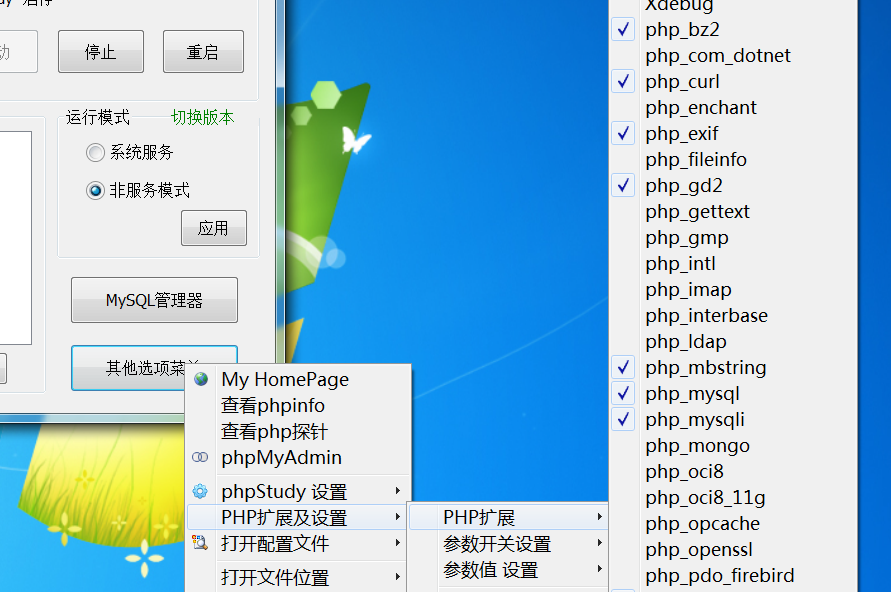 停止
重启
运行模式
切换版本
系统服务
非服务模式
应用
MySQL管理器
其他选项菜单
My HomePage
查看phpinfo
查看php探针
phpMyAdmin
phpStudy 设置
PHP扩展及设置
打开配置文件
打开文件位置
PHP扩展
参数开关设置
参数值 设置
Xdebug
php_bz2
php_com_dotnet
php_curl
php_enchant
php_exif
php_fileinfo
php_gd2
php_gettext
php_gmp
php_intl
php_imap
php_interbase
php_ldap
php_mbstring
php_mysql
php_mysqli
php_mongo
php_oci8
php_oci8_11g
php_opcache
php_openssl
php_pdo_firebird